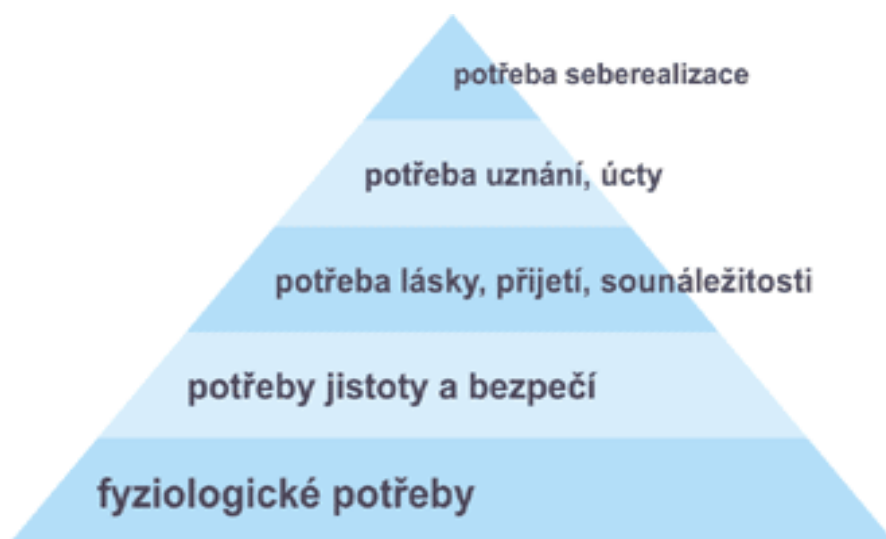 potřeba seberealizace
potřeba uznání, úcty
potřeba lásky, přijetí, sounáležitosti
potřeby jistoty a bezpečí
fyziologické potřeby